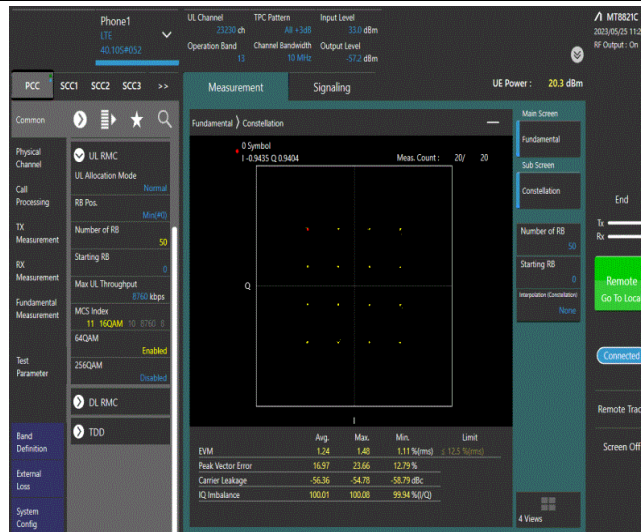 Phone1
LTE
40.105#052
UL Channel
23230 ch
Operation Band
13
TPC Pattern
All +3dB
Channel Bandwidth
10 MHz
Input Level
33.0 dBm
Output Level
-57.2 dBm
MT8821C
2023/05/25 11:2
RF Output : On
PCC SCC1 SCC2 SCC3 >>
Measurement
Signaling
UE Power : 20.3 dBm
Common
Physical
Channel
Call
Processing
TX
Measurement
RX
Measurement
Fundamental
Measurement
Test
Parameter
Band
Definition
External
Loss
System
Config
UL RMC
UL Allocation Mode
Normal
RB Pos.
Min(#0)
Number of RB
50
Starting RB
0
Max UL Throughput
8760 kbps
MCS Index
11 16QAM 10 8760 8
64QAM
Enabled
256QAM
Disabled
DL RMC
TDD
Fundamental 〉 Constellation
0 Symbol
I -0.9435 Q 0.9404
Meas. Count : 20/ 20
Q
I
Avg. Max. Min. Limit
EVM 1.24 1.48 1.11 %(rms) ≤ 12.5 %(rms)
Peak Vector Error 16.97 23.66 12.79 %
Carrier Leakage -56.36 -54.78 -58.79 dBc
IQ Imbalance 100.01 100.08 99.94 %(I/Q)
Main Screen
Fundamental
Sub Screen
Constellation
Number of RB
50
Starting RB
0
Interpolation (Constellation)
None
4 Views
End
Tx
Rx
Remote
Go To Loca
Connected
Remote Trac
Screen Off